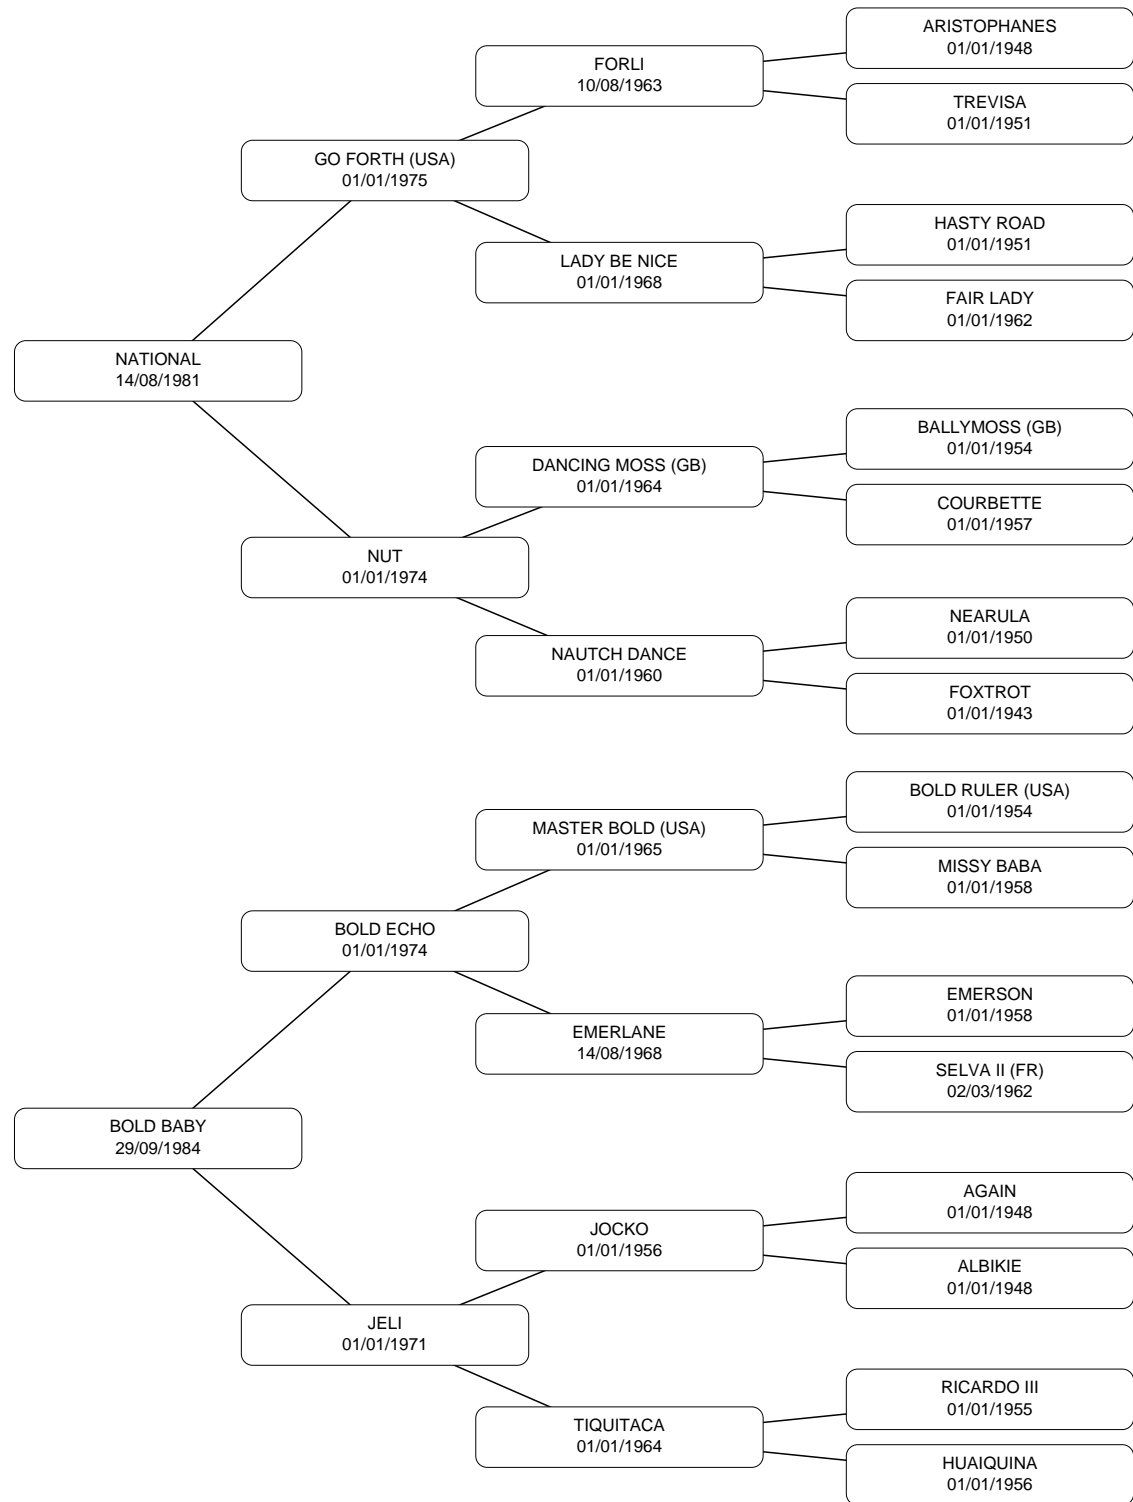 ARISTOPHANES
01/01/1948
FORLI
10/08/1963
TREVISA
01/01/1951
GO FORTH (USA)
01/01/1975
HASTY ROAD
01/01/1951
LADY BE NICE
01/01/1968
FAIR LADY
01/01/1962
NATIONAL
14/08/1981
BALLYMOSS (GB)
01/01/1954
DANCING MOSS (GB)
01/01/1964
COURBETTE
01/01/1957
NUT
01/01/1974
NEARULA
01/01/1950
NAUTCH DANCE
01/01/1960
FOXTROT
01/01/1943
BOLD RULER (USA)
01/01/1954
MASTER BOLD (USA)
01/01/1965
MISSY BABA
01/01/1958
BOLD ECHO
01/01/1974
EMERSON
01/01/1958
EMERLANE
14/08/1968
SELVA II (FR)
02/03/1962
BOLD BABY
29/09/1984
AGAIN
01/01/1948
JOCKO
01/01/1956
ALBIKIE
01/01/1948
JELI
01/01/1971
RICARDO III
01/01/1955
TIQUITACA
01/01/1964
HUAIQUINA
01/01/1956